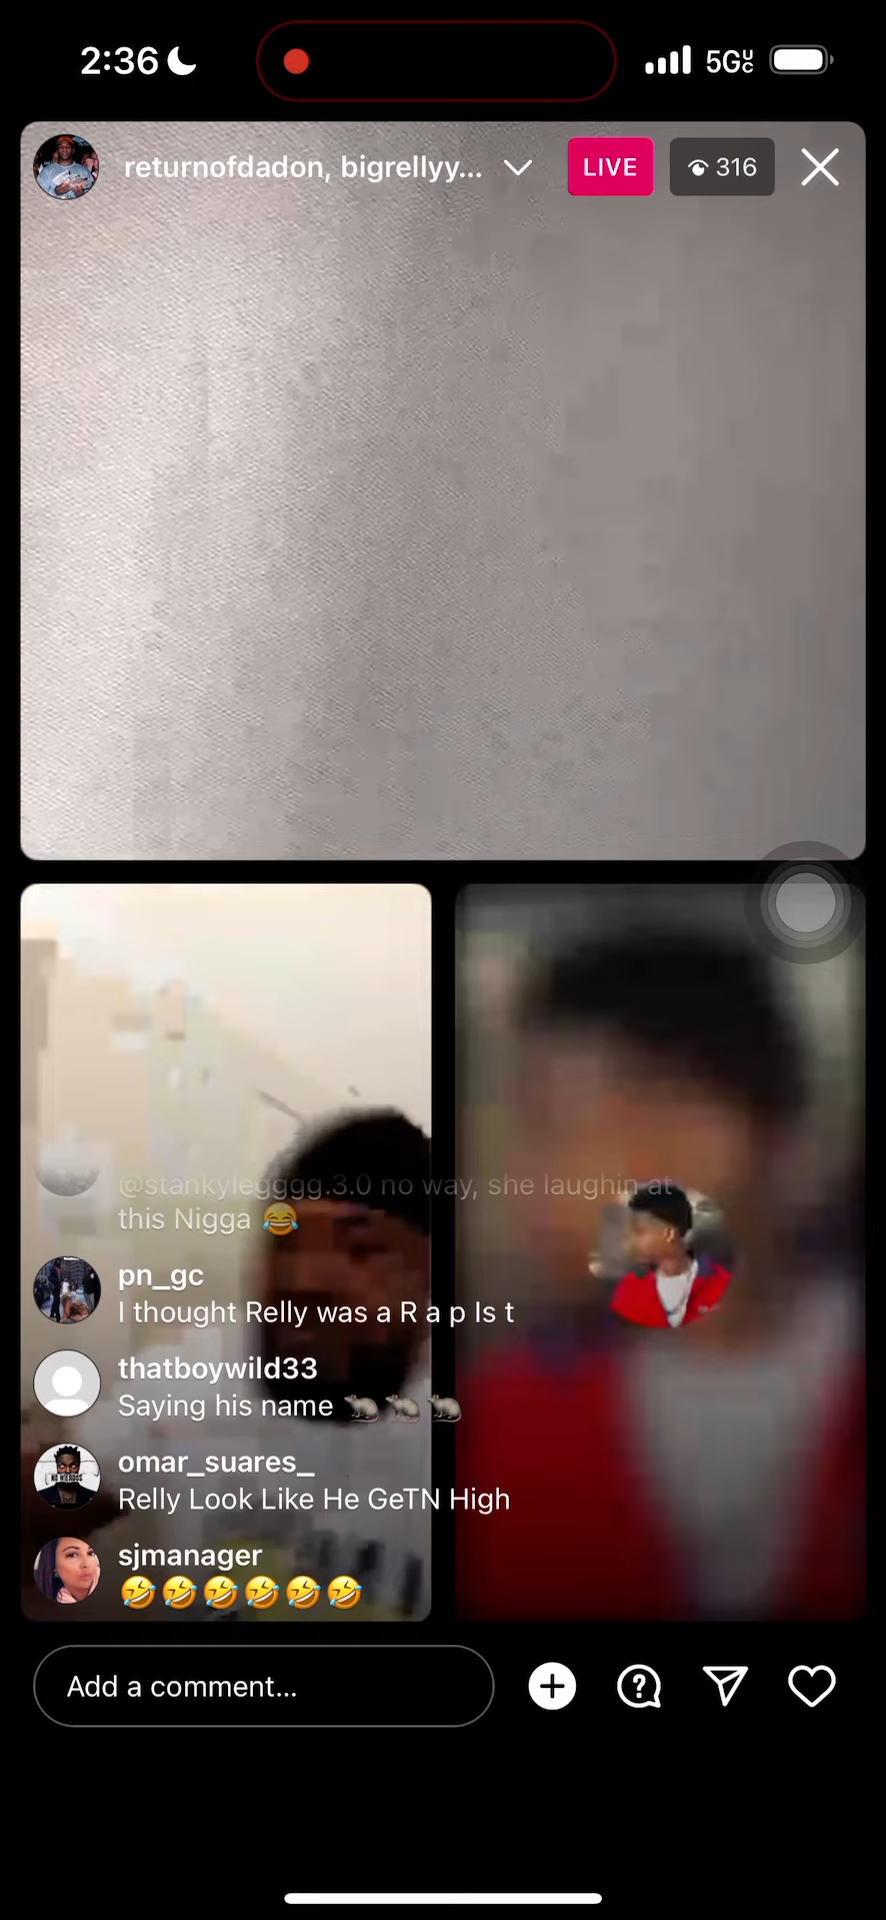 2:36
5G
returnofdadon, bigrellyy...
LIVE
316
@stankylegggg.3.0 no way, she laughin at
this Nigga 😂
pn_gc
I thought Relly was a R a p Is t
thatboywild33
Saying his name 🐀🐀🐀
omar_suares_
Relly Look Like He GeTN High
sjmanager
🤣🤣🤣🤣🤣🤣
Add a comment...